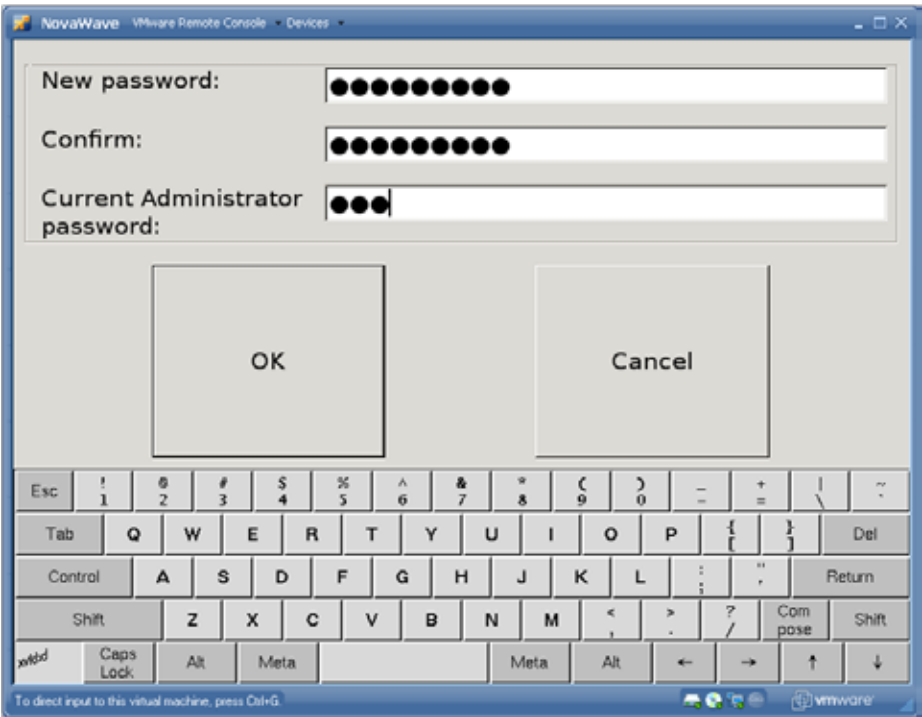 NovaWave VMware Remote Console Devices
New password:
●●●●●●●●●
Confirm:
●●●●●●●●●
Current Administrator
password:
●●●
OK Cancel
Esc ! 1 @ 2 # 3 $ 4 % 5 ^ 6 & 7 * 8 ( 9 ) 0 _ - + = | \ ~ `
Tab Q W E R T Y U I O P { [ } ] Del
Control A S D F G H J K L : ; " ' Return
Shift Z X C V B N M < , > . ? / Com pose Shift
xvkbd Caps Lock Alt Meta Meta Alt ← → ↑ ↓
To direct input to this virtual machine, press Ctrl+G. vmware